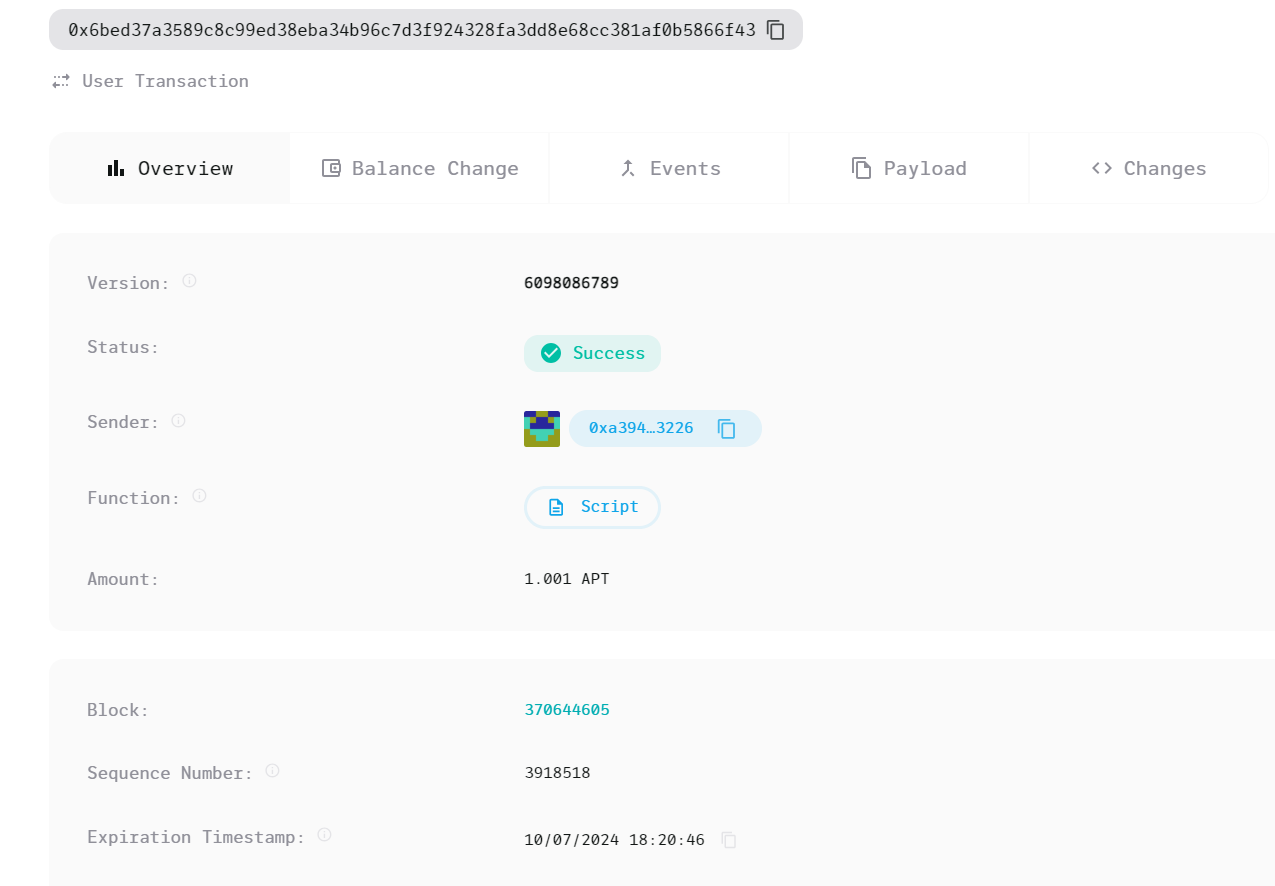 0x6bed37a3589c8c99ed38eba34b96c7d3f924328fa3dd8e68cc381af0b5866f43
User Transaction
Overview Balance Change Events Payload Changes
Version: 6098086789
Status: Success
Sender: 0xa394…3226
Function: Script
Amount: 1.001 APT
Block: 370644605
Sequence Number: 3918518
Expiration Timestamp: 10/07/2024 18:20:46